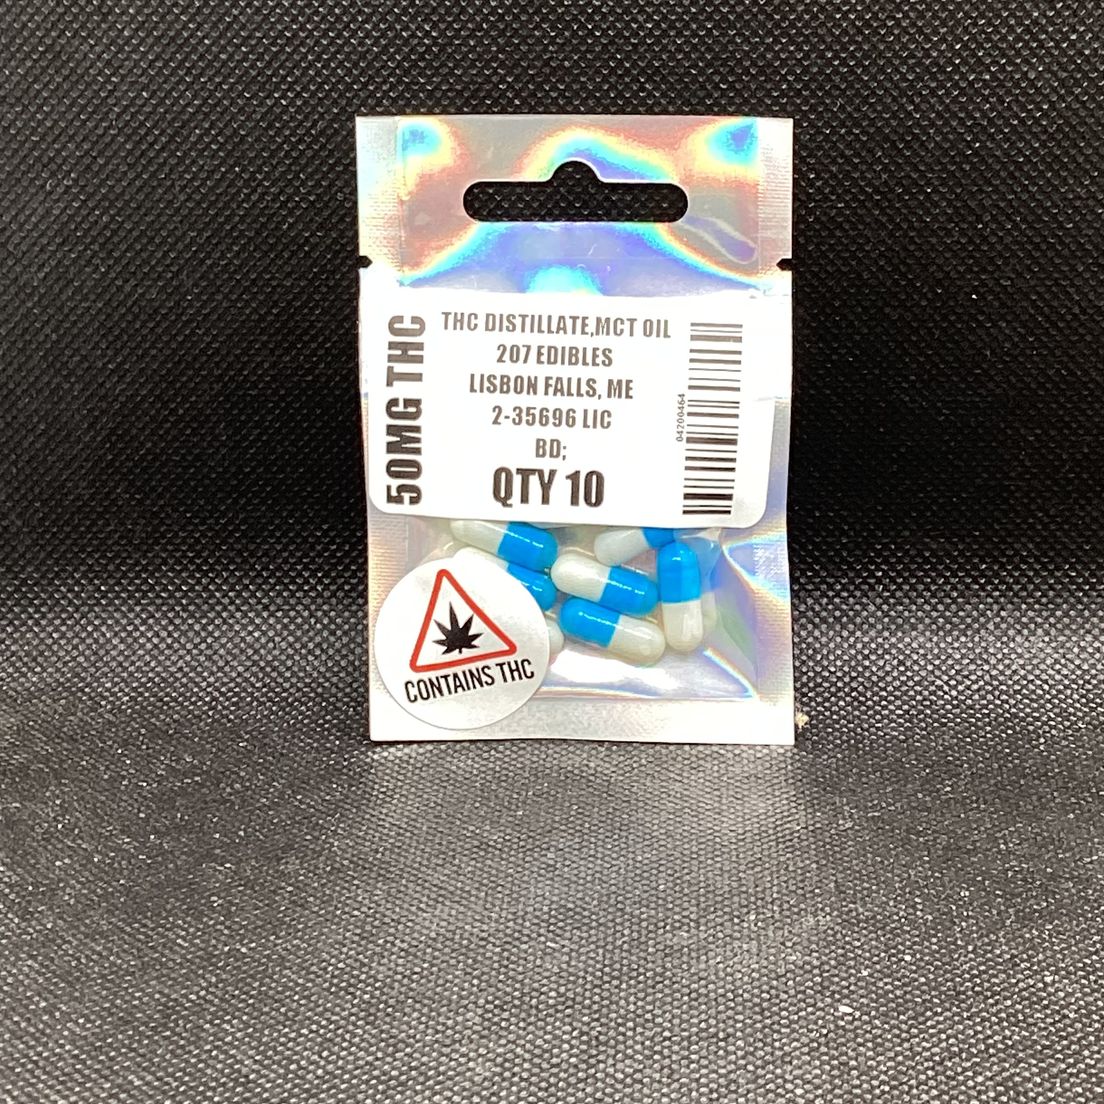 50MG THC
THC DISTILLATE,MCT OIL
207 EDIBLES
LISBON FALLS, ME
2-35696 LIC
BD;
QTY 10
04200464
CONTAINS THC